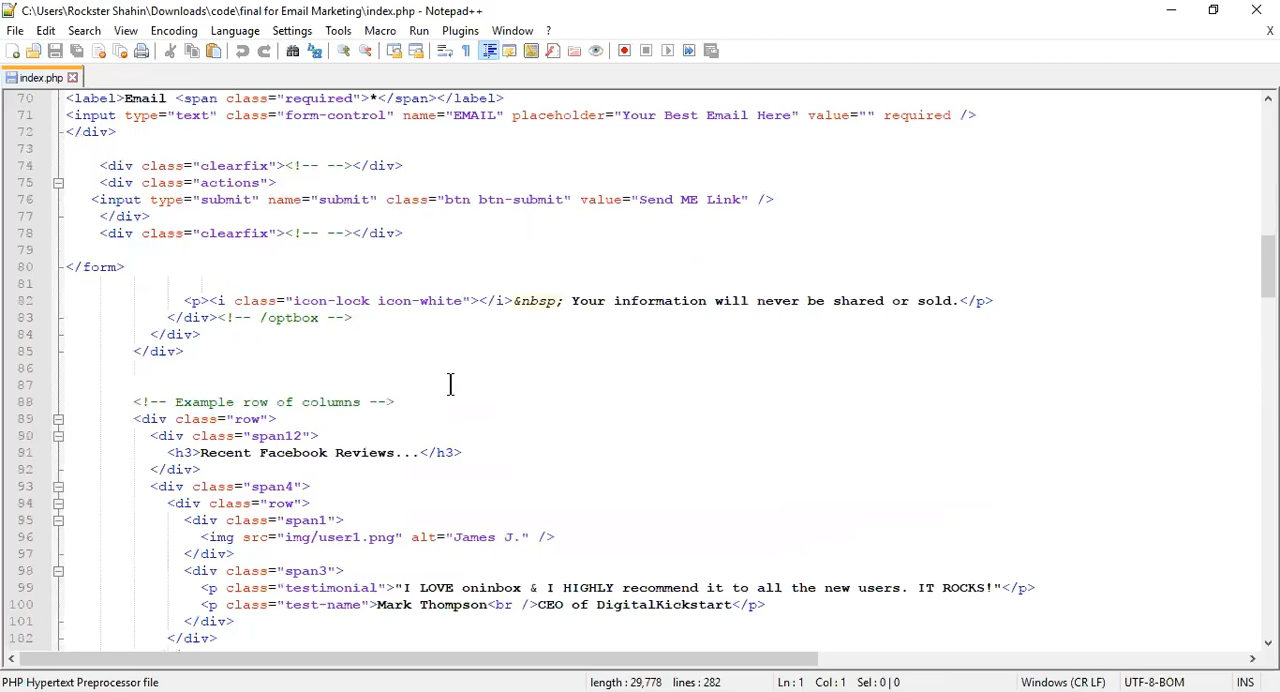 C:\Users\Rockster Shahin\Downloads\code\final for Email Marketing\index.php - Notepad++
File Edit Search View Encoding Language Settings Tools Macro Run Plugins Window ? X
index.php
70 <label>Email <span class="required">*</span></label>
71 <input type="text" class="form-control" name="EMAIL" placeholder="Your Best Email Here" value="" required />
72 </div>
73
74 <div class="clearfix"><!-- --></div>
75 <div class="actions">
76 <input type="submit" name="submit" class="btn btn-submit" value="Send ME Link" />
77 </div>
78 <div class="clearfix"><!-- --></div>
79
80 </form>
81
82 <p><i class="icon-lock icon-white"></i>&nbsp; Your information will never be shared or sold.</p>
83 </div><!-- /optbox -->
84 </div>
85 </div>
86
87
88 <!-- Example row of columns -->
89 <div class="row">
90 <div class="span12">
91 <h3>Recent Facebook Reviews...</h3>
92 </div>
93 <div class="span4">
94 <div class="row">
95 <div class="span1">
96 <img src="img/user1.png" alt="James J." />
97 </div>
98 <div class="span3">
99 <p class="testimonial">"I LOVE oninbox & I HIGHLY recommend it to all the new users. IT ROCKS!"</p>
100 <p class="test-name">Mark Thompson<br />CEO of DigitalKickstart</p>
101 </div>
102 </div>
PHP Hypertext Preprocessor file length : 29,778 lines : 282 Ln : 1 Col : 1 Sel : 0 | 0 Windows (CR LF) UTF-8-BOM INS